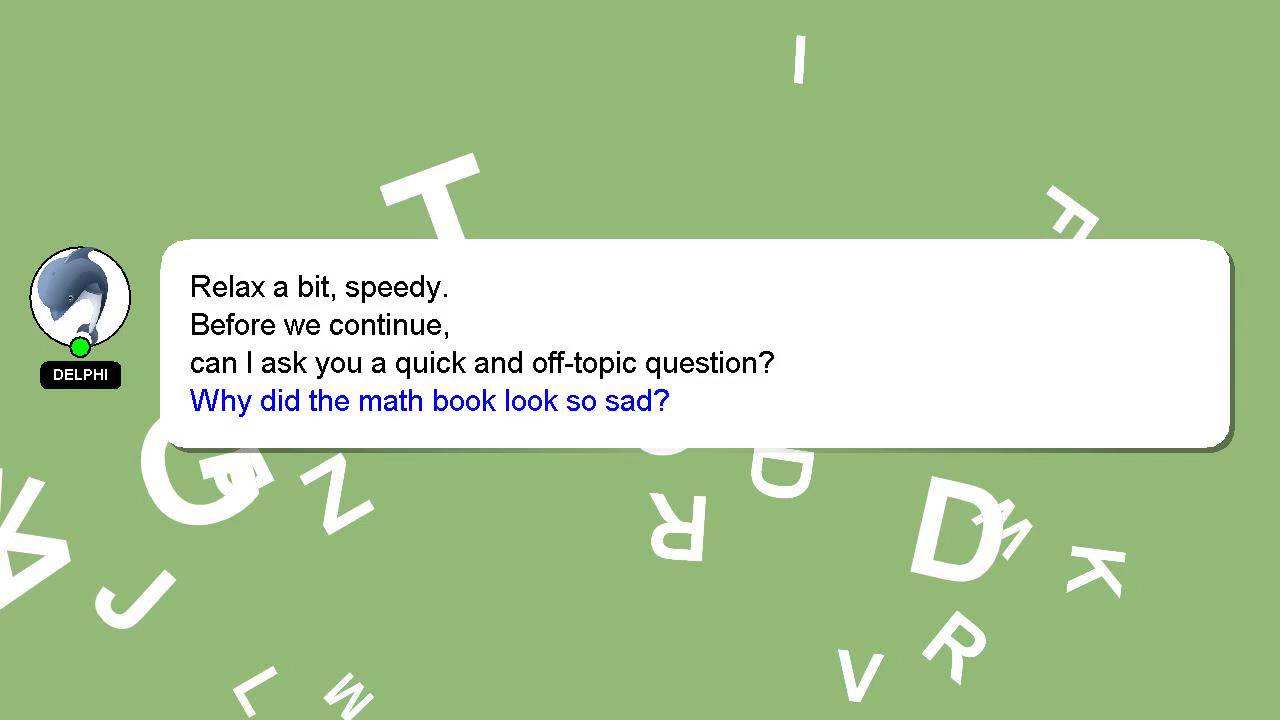 I
T
F
Relax a bit, speedy.
Before we continue,
can I ask you a quick and off-topic question?
Why did the math book look so sad?
DELPHI
G
N
D
R
D
M
K
A
J
R
V
L
M